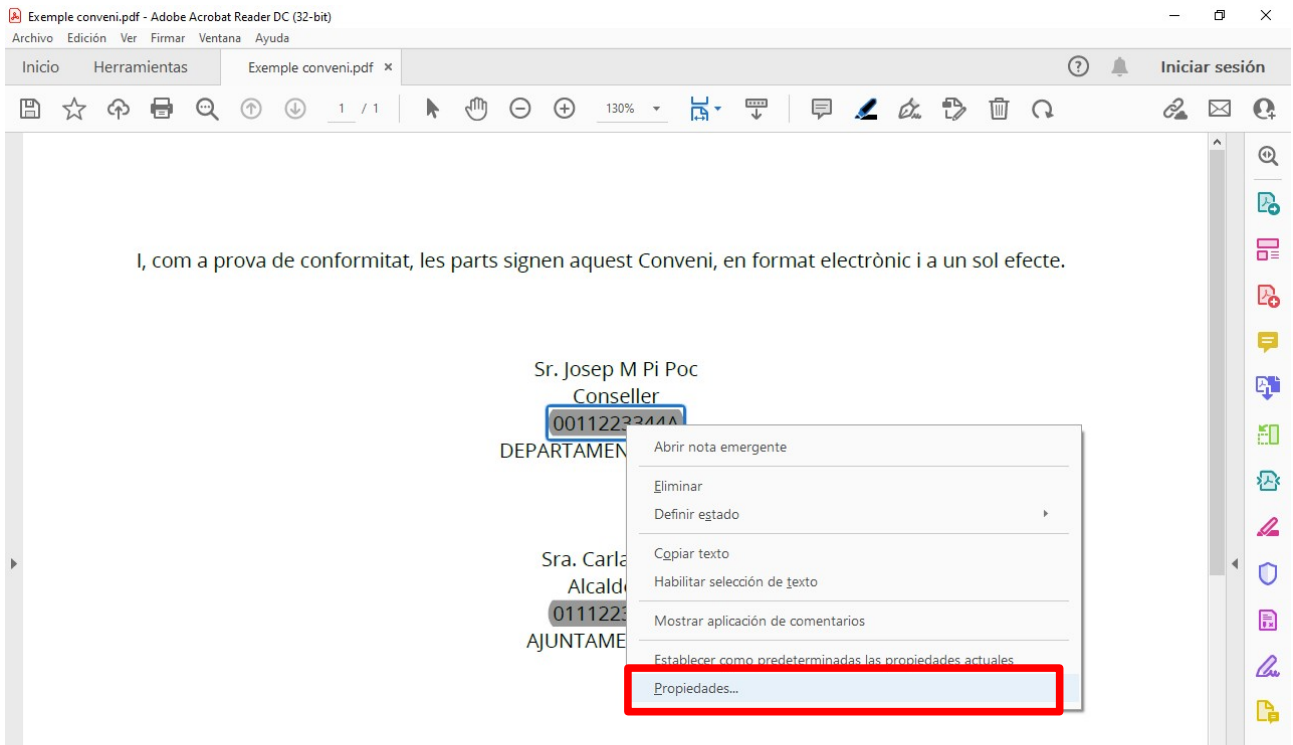 Exemple conveni.pdf - Adobe Acrobat Reader DC (32-bit)
Archivo Edición Ver Firmar Ventana Ayuda
Inicio Herramientas Exemple conveni.pdf × Iniciar sesión
1 / 1 130%
I, com a prova de conformitat, les parts signen aquest Conveni, en format electrònic i a un sol efecte.
Sr. Josep M Pi Poc
Conseller
0011223344A
DEPARTAMEN
Abrir nota emergente
Eliminar
Definir estado
Copiar texto
Habilitar selección de texto
Mostrar aplicación de comentarios
Establecer como predeterminadas las propiedades actuales
Propiedades...
Sra. Carla
Alcald
011122
AJUNTAME